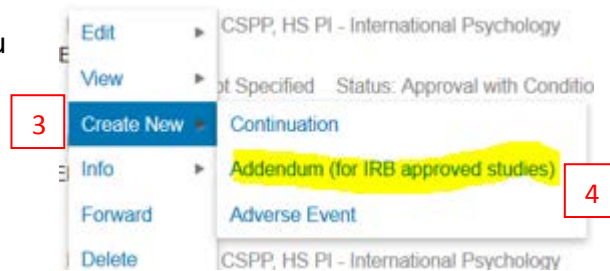 Edit CSPP, HS PI - International Psychology
u
E
View ot Specified Status: Approval with Conditio
3 Create New Continuation
E Info Addendum (for IRB approved studies) 4
Forward Adverse Event
Delete CSPP, HS PI - International Psychology